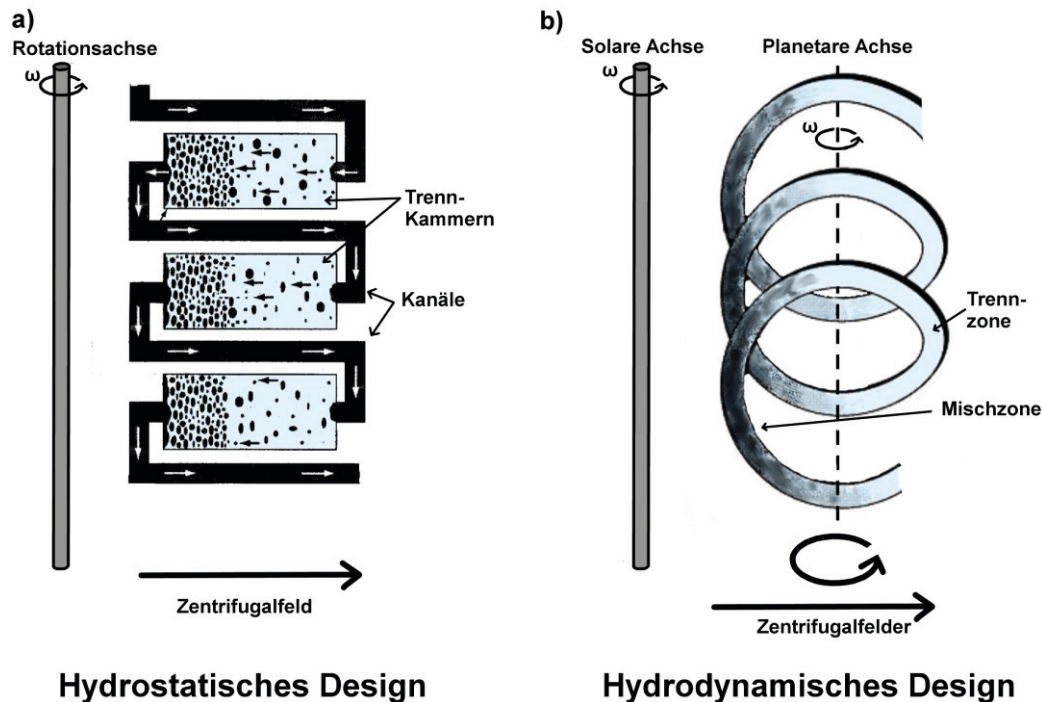 a)
Rotationsachse
ω
Trenn-
Kammern
Kanäle
Zentrifugalfeld
Hydrostatisches Design
b)
Solare Achse
Planetare Achse
ω
ω
Trenn-
zone
Mischzone
Zentrifugalfelder
Hydrodynamisches Design